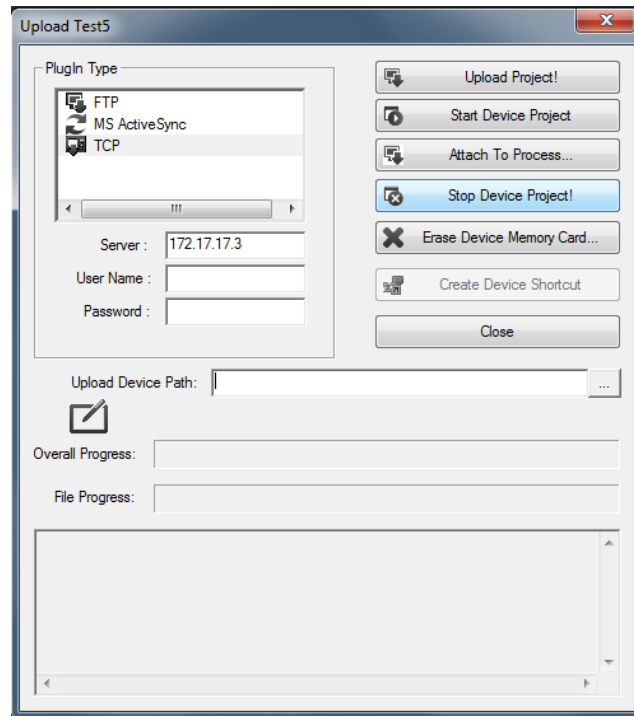 Upload Test5
PlugIn Type
FTP
MS ActiveSync
TCP
Server :
172.17.17.3
User Name :
Password :
Upload Project!
Start Device Project
Attach To Process...
Stop Device Project!
Erase Device Memory Card...
Create Device Shortcut
Close
Upload Device Path:
...
Overall Progress:
File Progress: